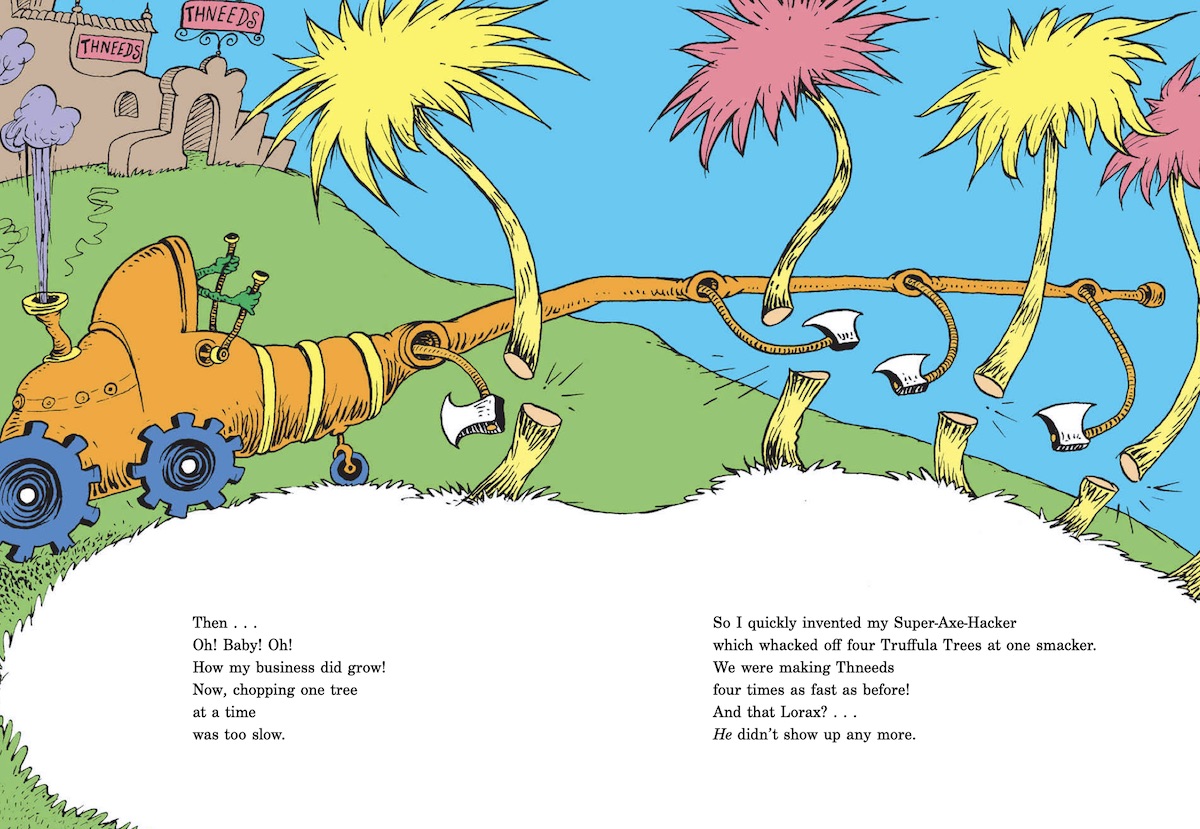 THNEEDS
THNEEDS
Then . . .
Oh! Baby! Oh!
How my business did grow!
Now, chopping one tree
at a time
was too slow.
So I quickly invented my Super-Axe-Hacker
which whacked off four Truffula Trees at one smacker.
We were making Thneeds
four times as fast as before!
And that Lorax? . . .
He didn't show up any more.